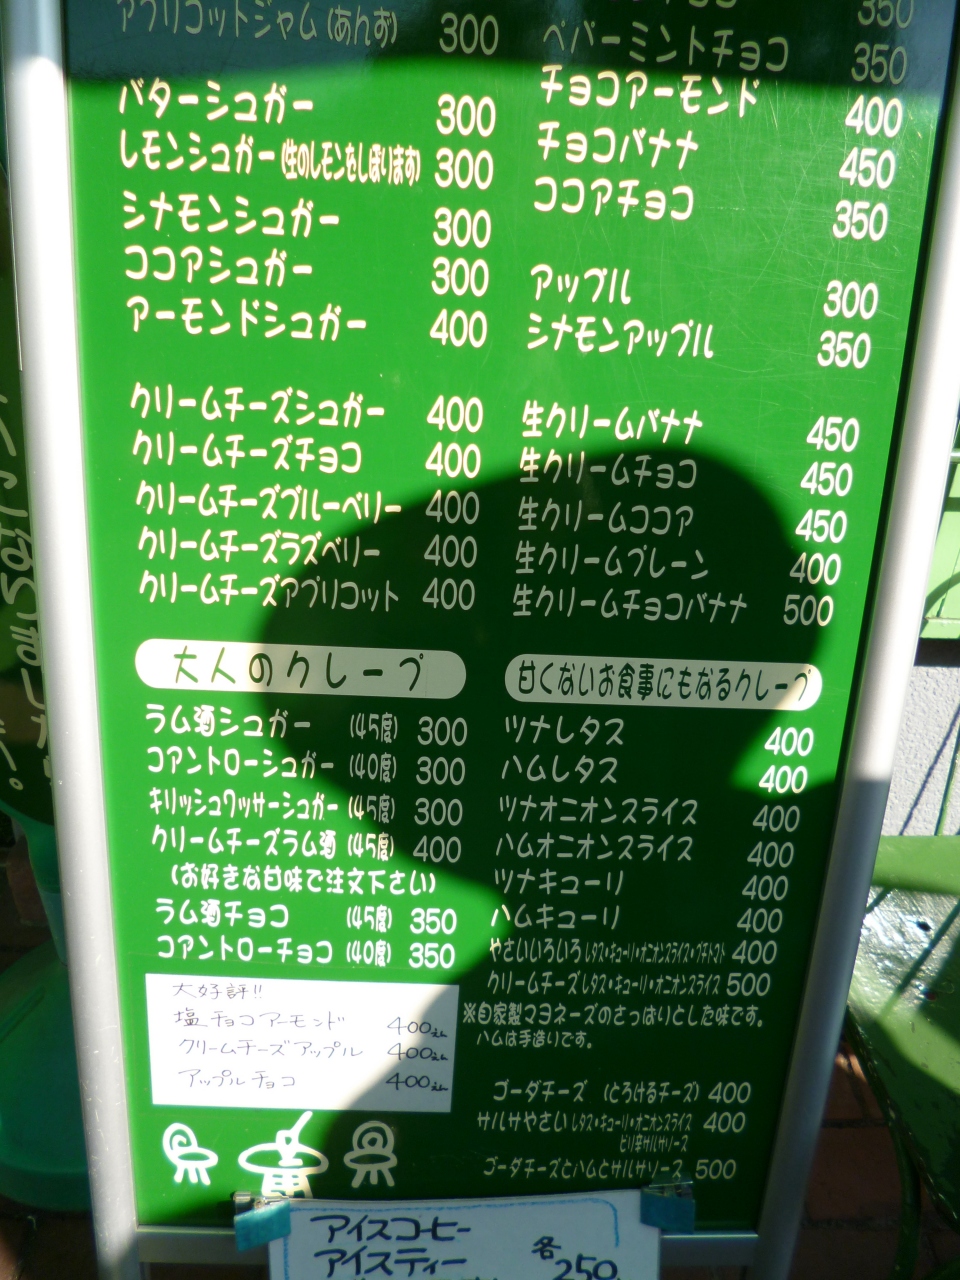 アプリコットジャム(あんず) 300
バターシュガー 300
レモンシュガー(生のレモンをしぼります) 300
シナモンシュガー 300
ココアシュガー 300
アーモンドシュガー 400
クリームチーズシュガー 400
クリームチーズチョコ 400
クリームチーズブルーベリー 400
クリームチーズラズベリー 400
クリームチーズアプリコット 400
大人のクレープ
ラム酒シュガー (45度) 300
コアントローシュガー (40度) 300
キリッシュワッサーシュガー (45度) 300
クリームチーズラム酒 (45度) 400
(お好きな甘味で注文下さい)
ラム酒チョコ (45度) 350
コアントローチョコ (40度) 350
大好評!!
塩チョコアーモンド 400
クリームチーズアップル 400
アップルチョコ 400
350
ペパーミントチョコ 350
チョコアーモンド 400
チョコバナナ 450
ココアチョコ 350
アップル 300
シナモンアップル 350
生クリームバナナ 450
生クリームチョコ 450
生クリームココア 450
生クリームプレーン 400
生クリームチョコバナナ 500
甘くないお食事にもなるクレープ
ツナレタス 400
ハムレタス 400
ツナオニオンスライス 400
ハムオニオンスライス 400
ツナキューリ 400
ハムキューリ 400
やさいいろいろ レタス・キューリ・オニオンスライス・プチトマト 400
クリームチーズ レタス・キューリ・オニオンスライス 500
※自家製マヨネーズのさっぱりとした味です。
ハムは手造りです。
ゴーダチーズ (とろけるチーズ) 400
サルサやさい レタス・キューリ・オニオンスライス 400
ピリ辛サルサソース
ゴーダチーズとハムとサルサソース 500
アイスコーヒー
アイスティー 各250